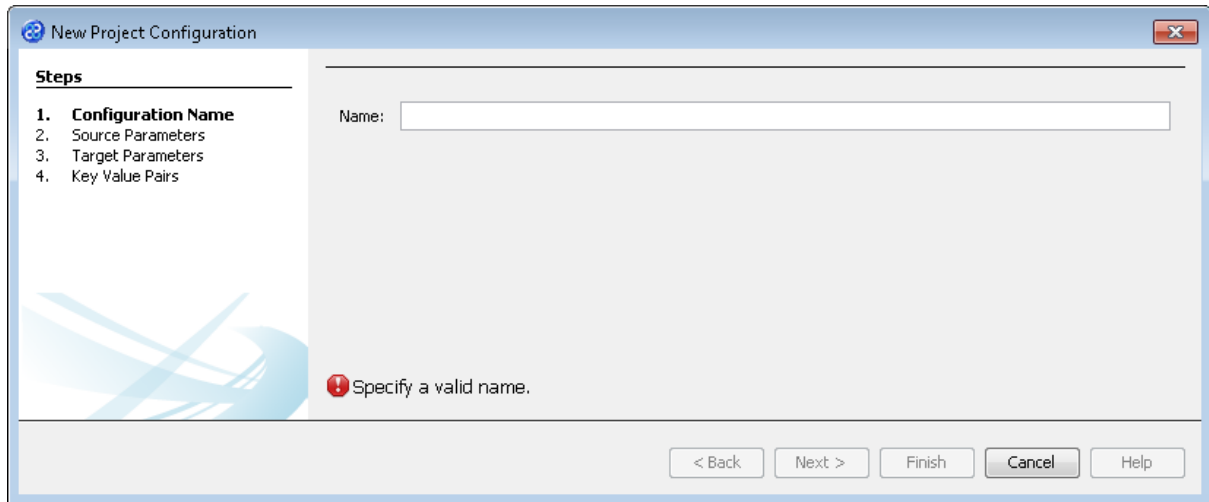 New Project Configuration
Steps
1. Configuration Name
2. Source Parameters
3. Target Parameters
4. Key Value Pairs
Name:
Specify a valid name.
< Back Next > Finish Cancel Help